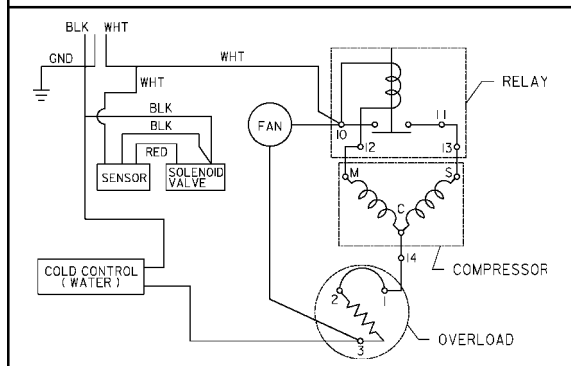 BLK WHT
GND
WHT
WHT
BLK
BLK
RED
SENSOR
SOLENOID
VALVE
FAN
RELAY
10
11
12
13
M
S
C
14
COMPRESSOR
COLD CONTROL
( WATER )
2
1
3
OVERLOAD